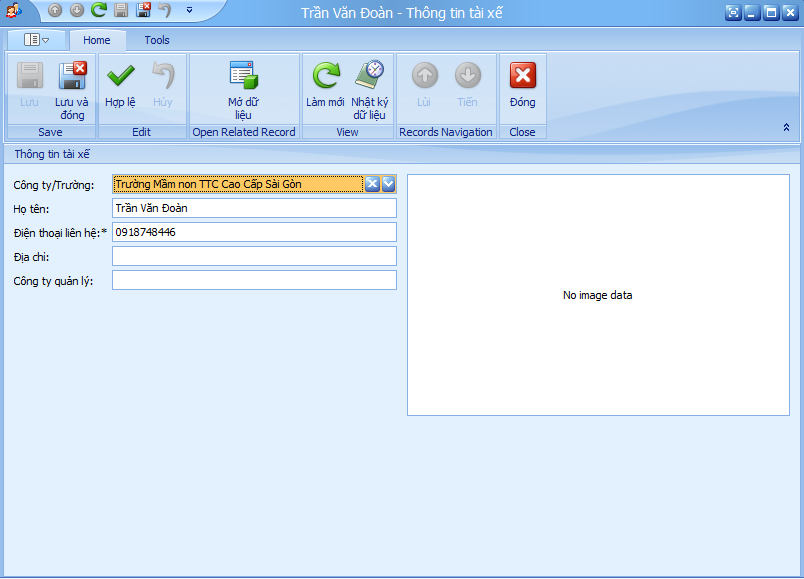 Trần Văn Đoàn - Thông tin tài xế
Home Tools
Lưu Lưu và đóng Hợp lệ Hủy Mở dữ liệu Làm mới Nhật ký dữ liệu Lùi Tiến Đóng
Save Edit Open Related Record View Records Navigation Close
Thông tin tài xế
Công ty/Trường: Trường Mầm non TTC Cao Cấp Sài Gòn
Họ tên: Trần Văn Đoàn
Điện thoại liên hệ:* 0918748446
Địa chỉ:
Công ty quản lý:
No image data